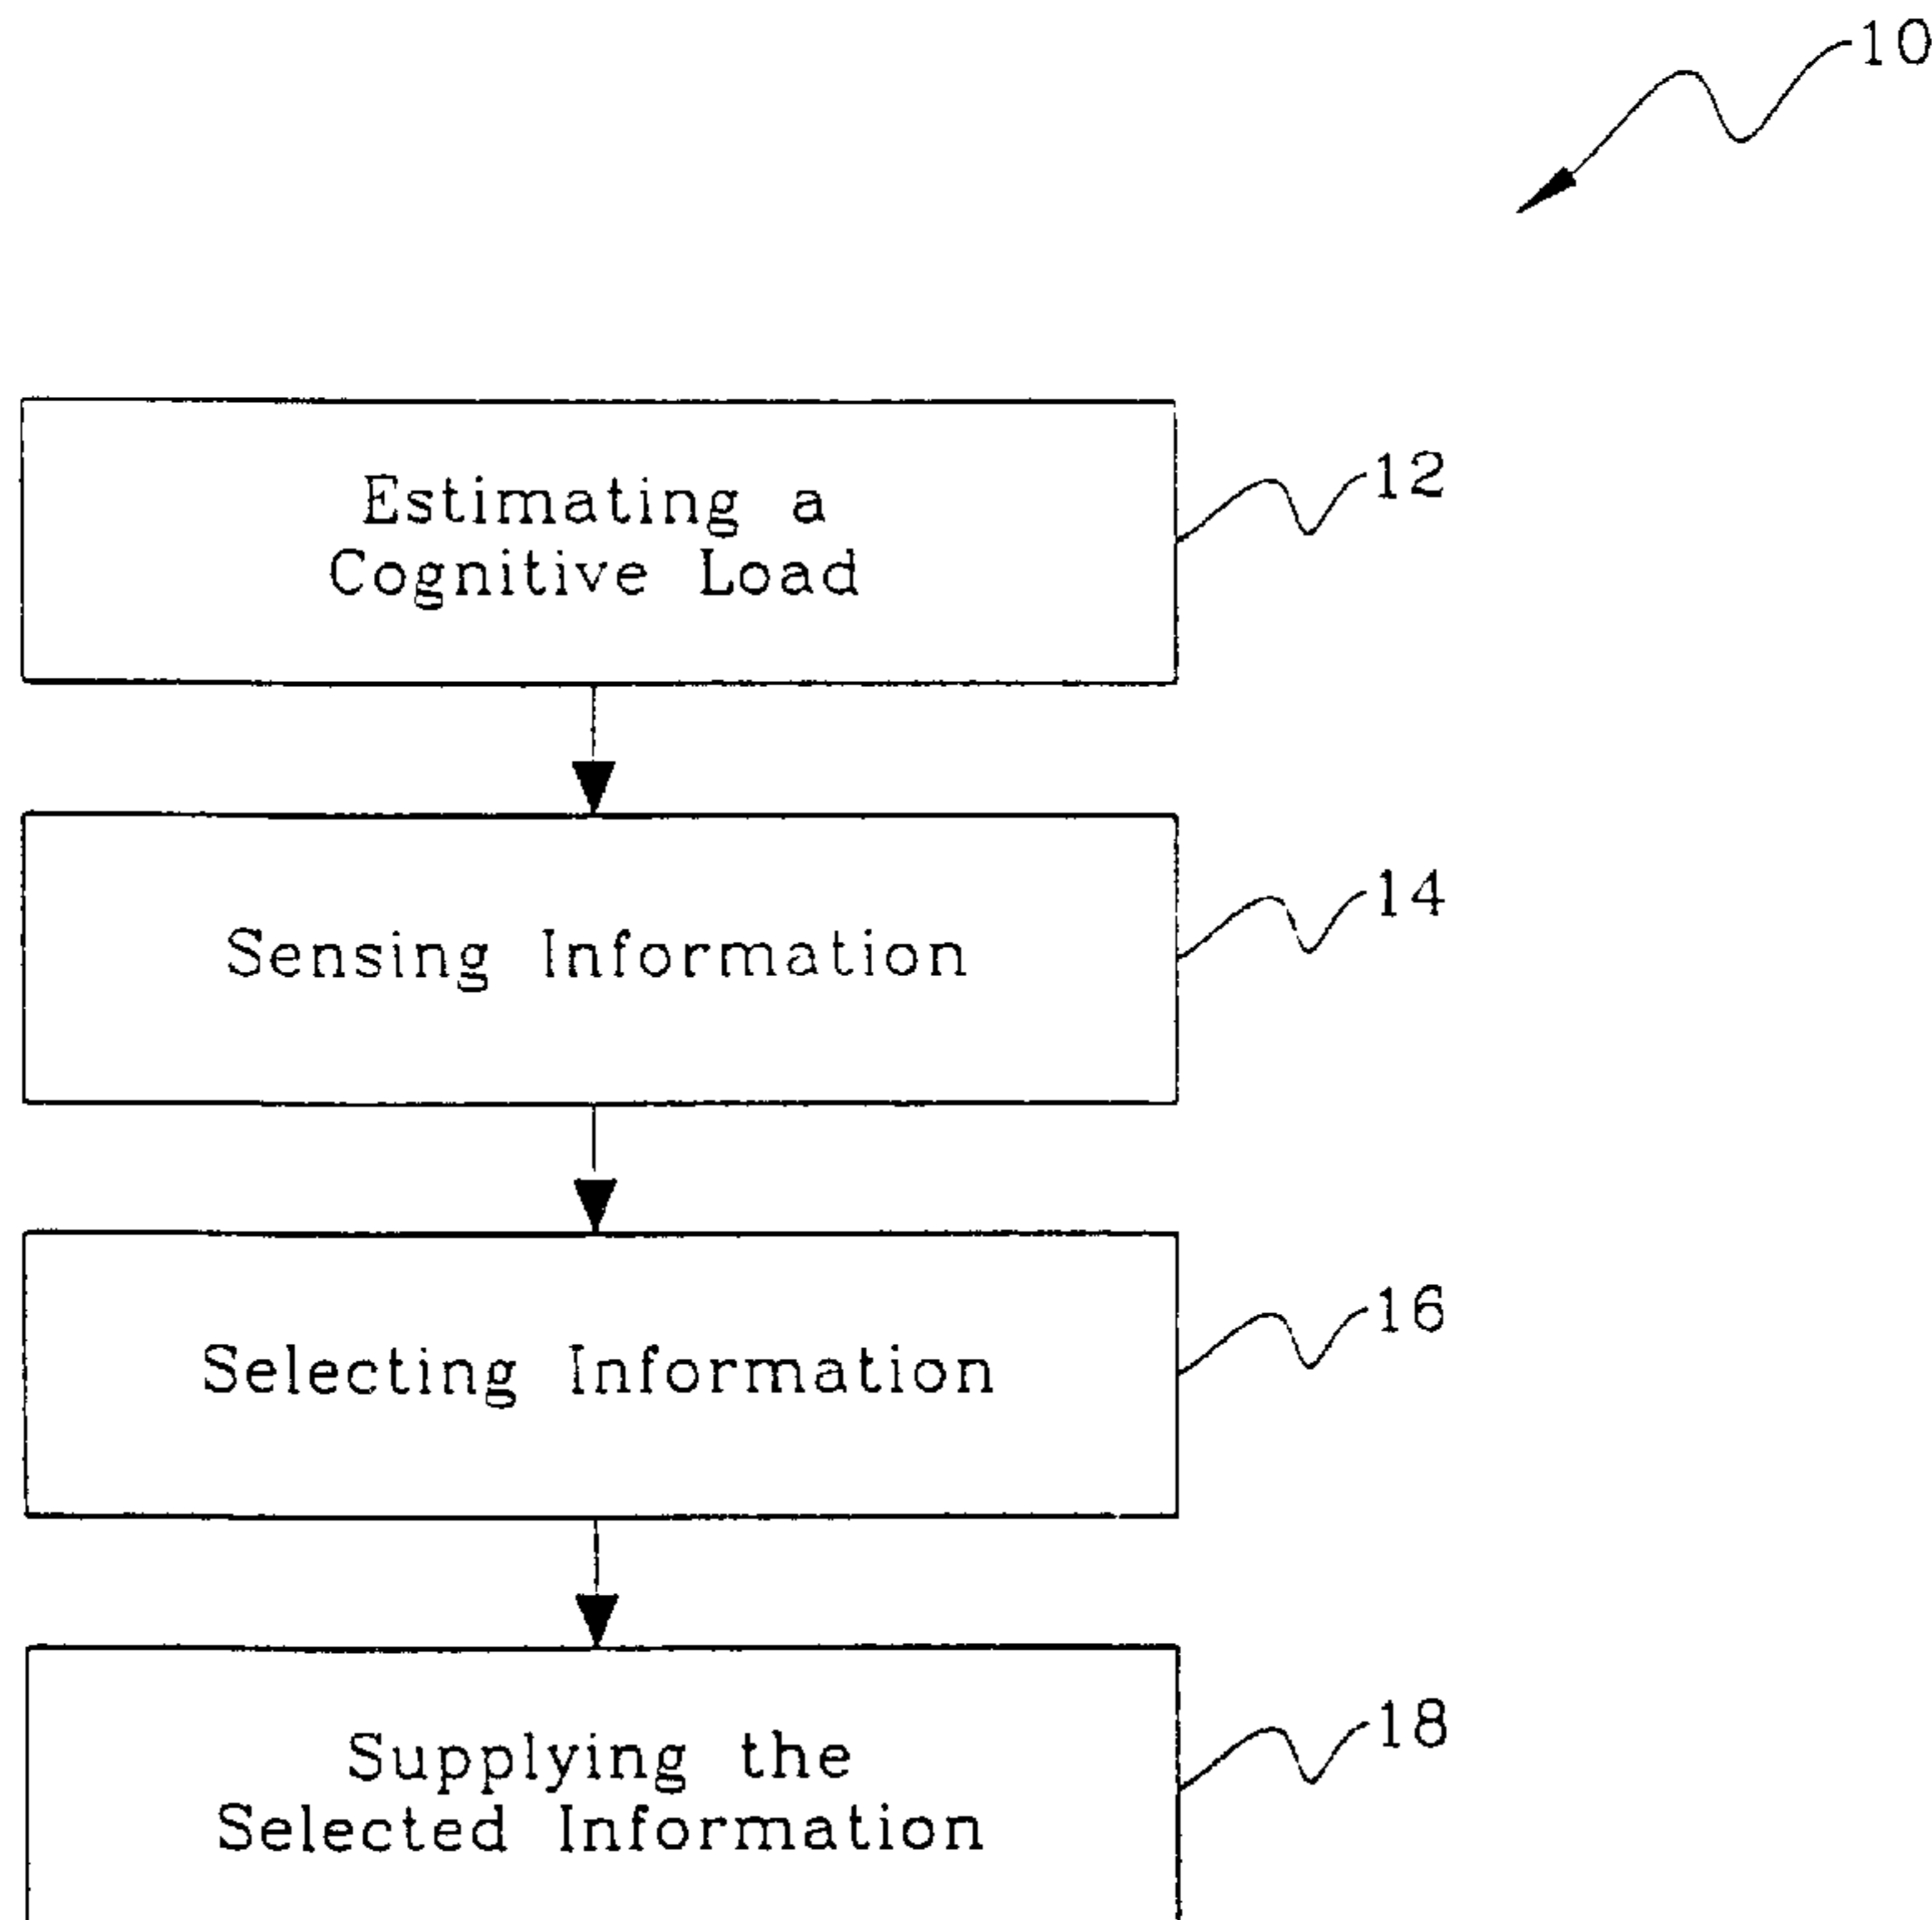 10
Estimating a
Cognitive Load
12
Sensing Information
14
Selecting Information
16
Supplying the
Selected Information
18